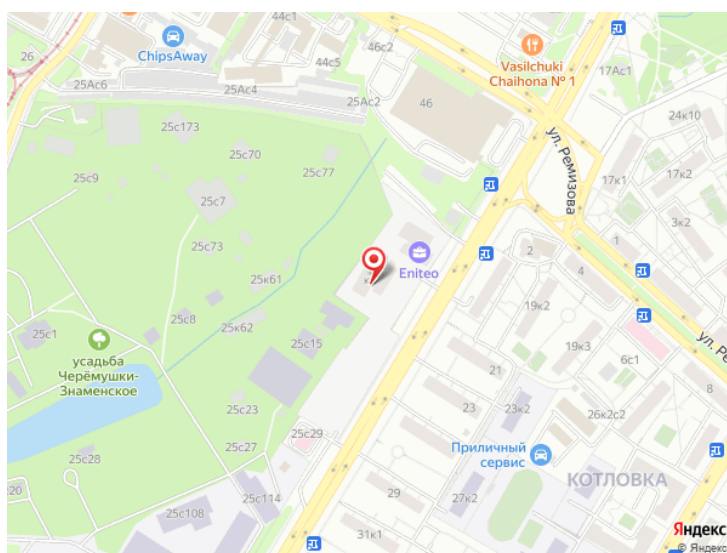 44с1
26
ChipsAway
44с5
46с2
25Ас6
25Ас4
25Ас2
46
Vasilchuki
Chaihona № 1
17Ас1
24к10
25с173
25с70
25с77
25с9
25с7
ул. Ремизова
17к1
17к2
3к2
25с73
1
2
4
Eniteo
25к61
25с8
25к62
19к2
25с1
усадьба
Черёмушки-
Знаменское
25с15
19к3
6с1
ул. Ре
21
8
25с23
23
23к2
26к2с2
25с27
25с29
Приличный
сервис
25с28
20
КОТЛОВКА
25с114
29
27к2
25с108
31к1
Яндекс
© Яндекс